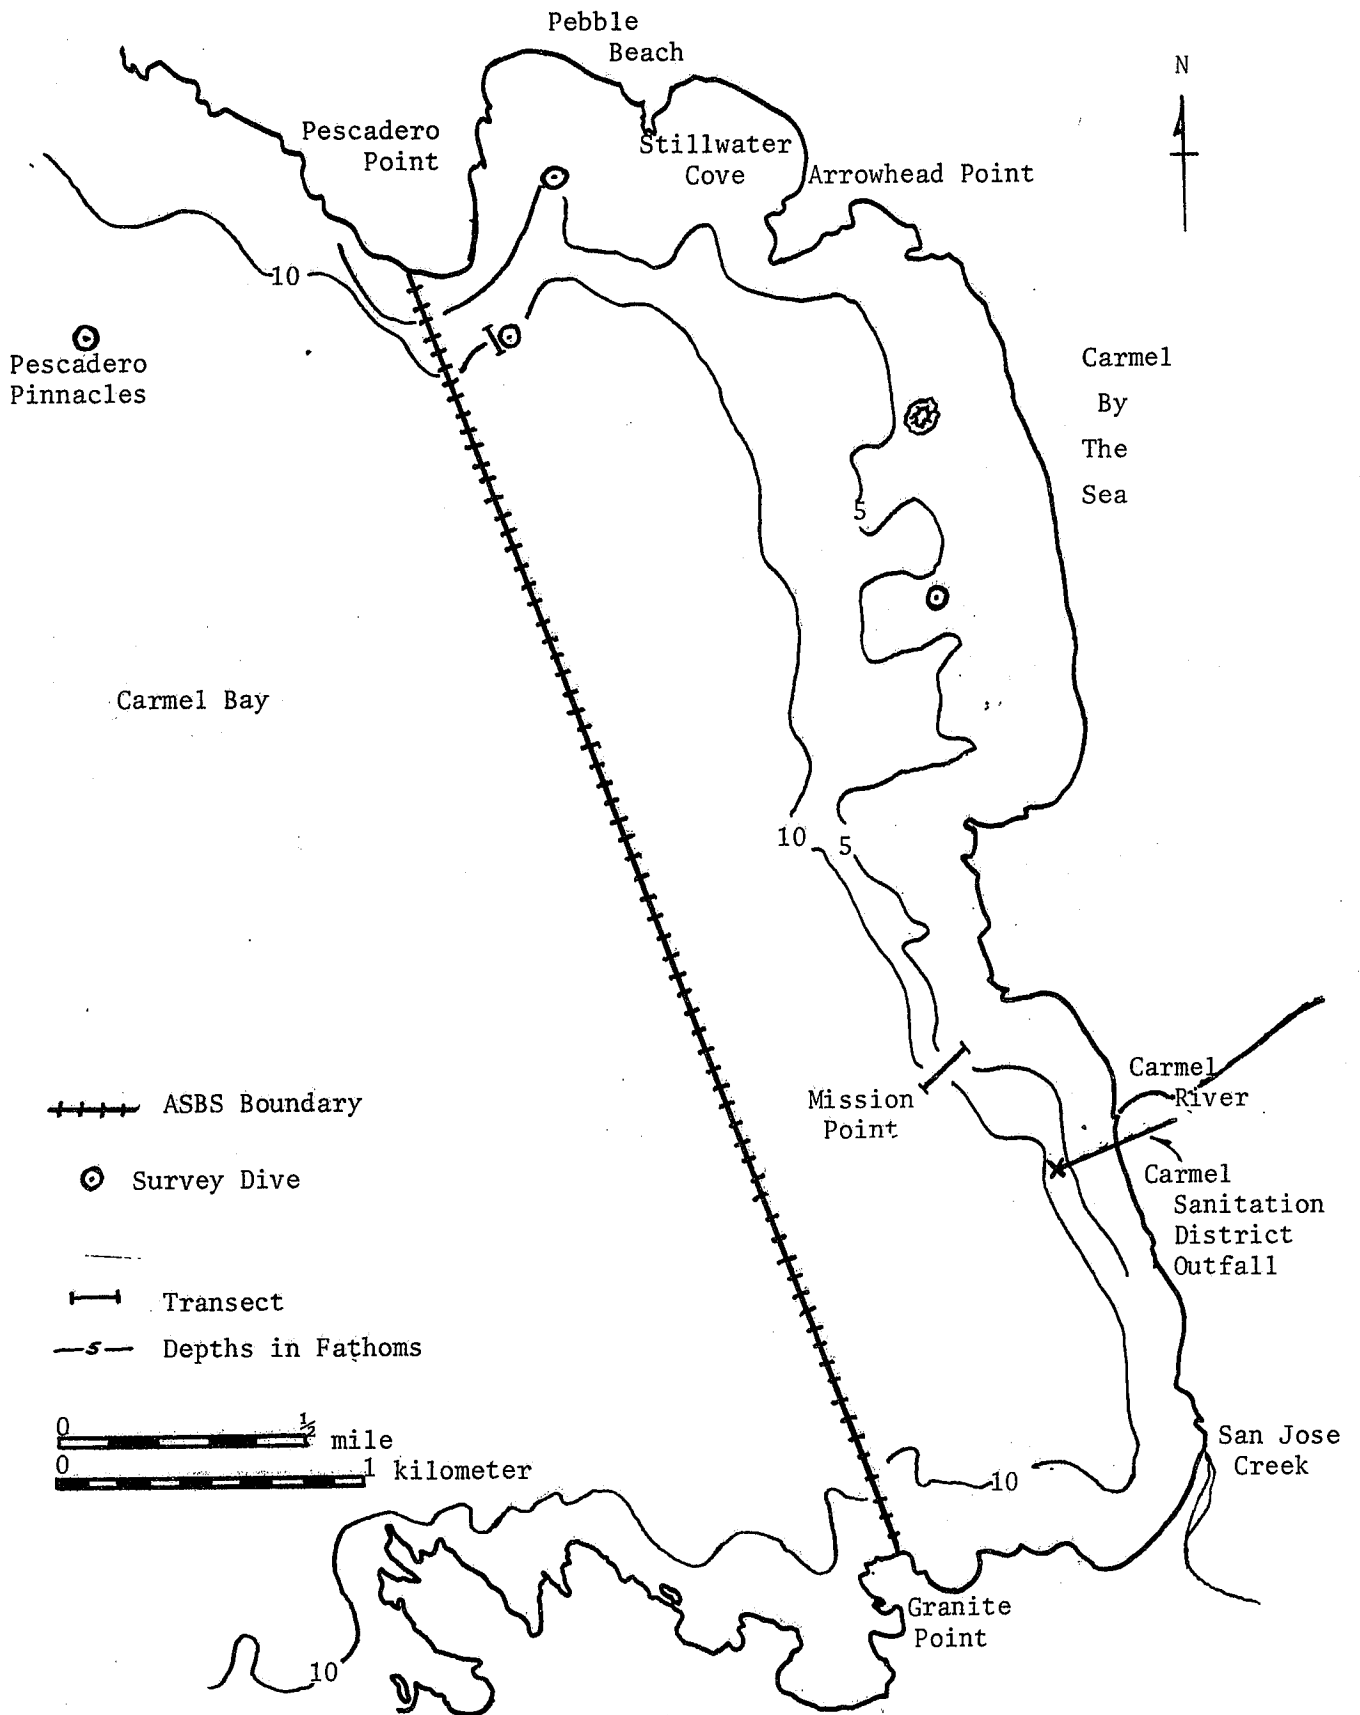 Pebble
Beach
N
Pescadero
Point
Stillwater
Cove
Arrowhead Point
10
Pescadero
Pinnacles
Carmel
By
The
Sea
5
Carmel Bay
10
5
ASBS Boundary
Mission
Point
Carmel
River
Survey Dive
Carmel
Sanitation
District
Outfall
Transect
5
Depths in Fathoms
0 1/2 mile
0 1 kilometer
San Jose
Creek
10
Granite
Point
10